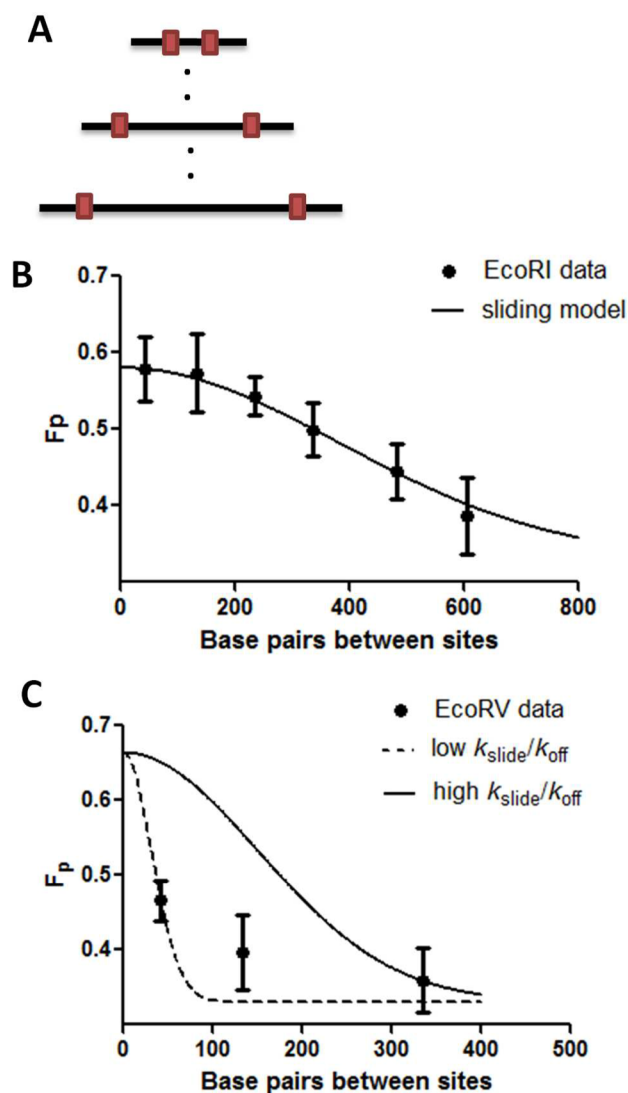 A
B
0.7
0.6
0.5
0.4
Fp
EcoRI data
sliding model
0 200 400 600 800
Base pairs between sites
C
0.7
0.6
0.5
0.4
Fp
EcoRV data
low kslide/koff
high kslide/koff
0 100 200 300 400 500
Base pairs between sites